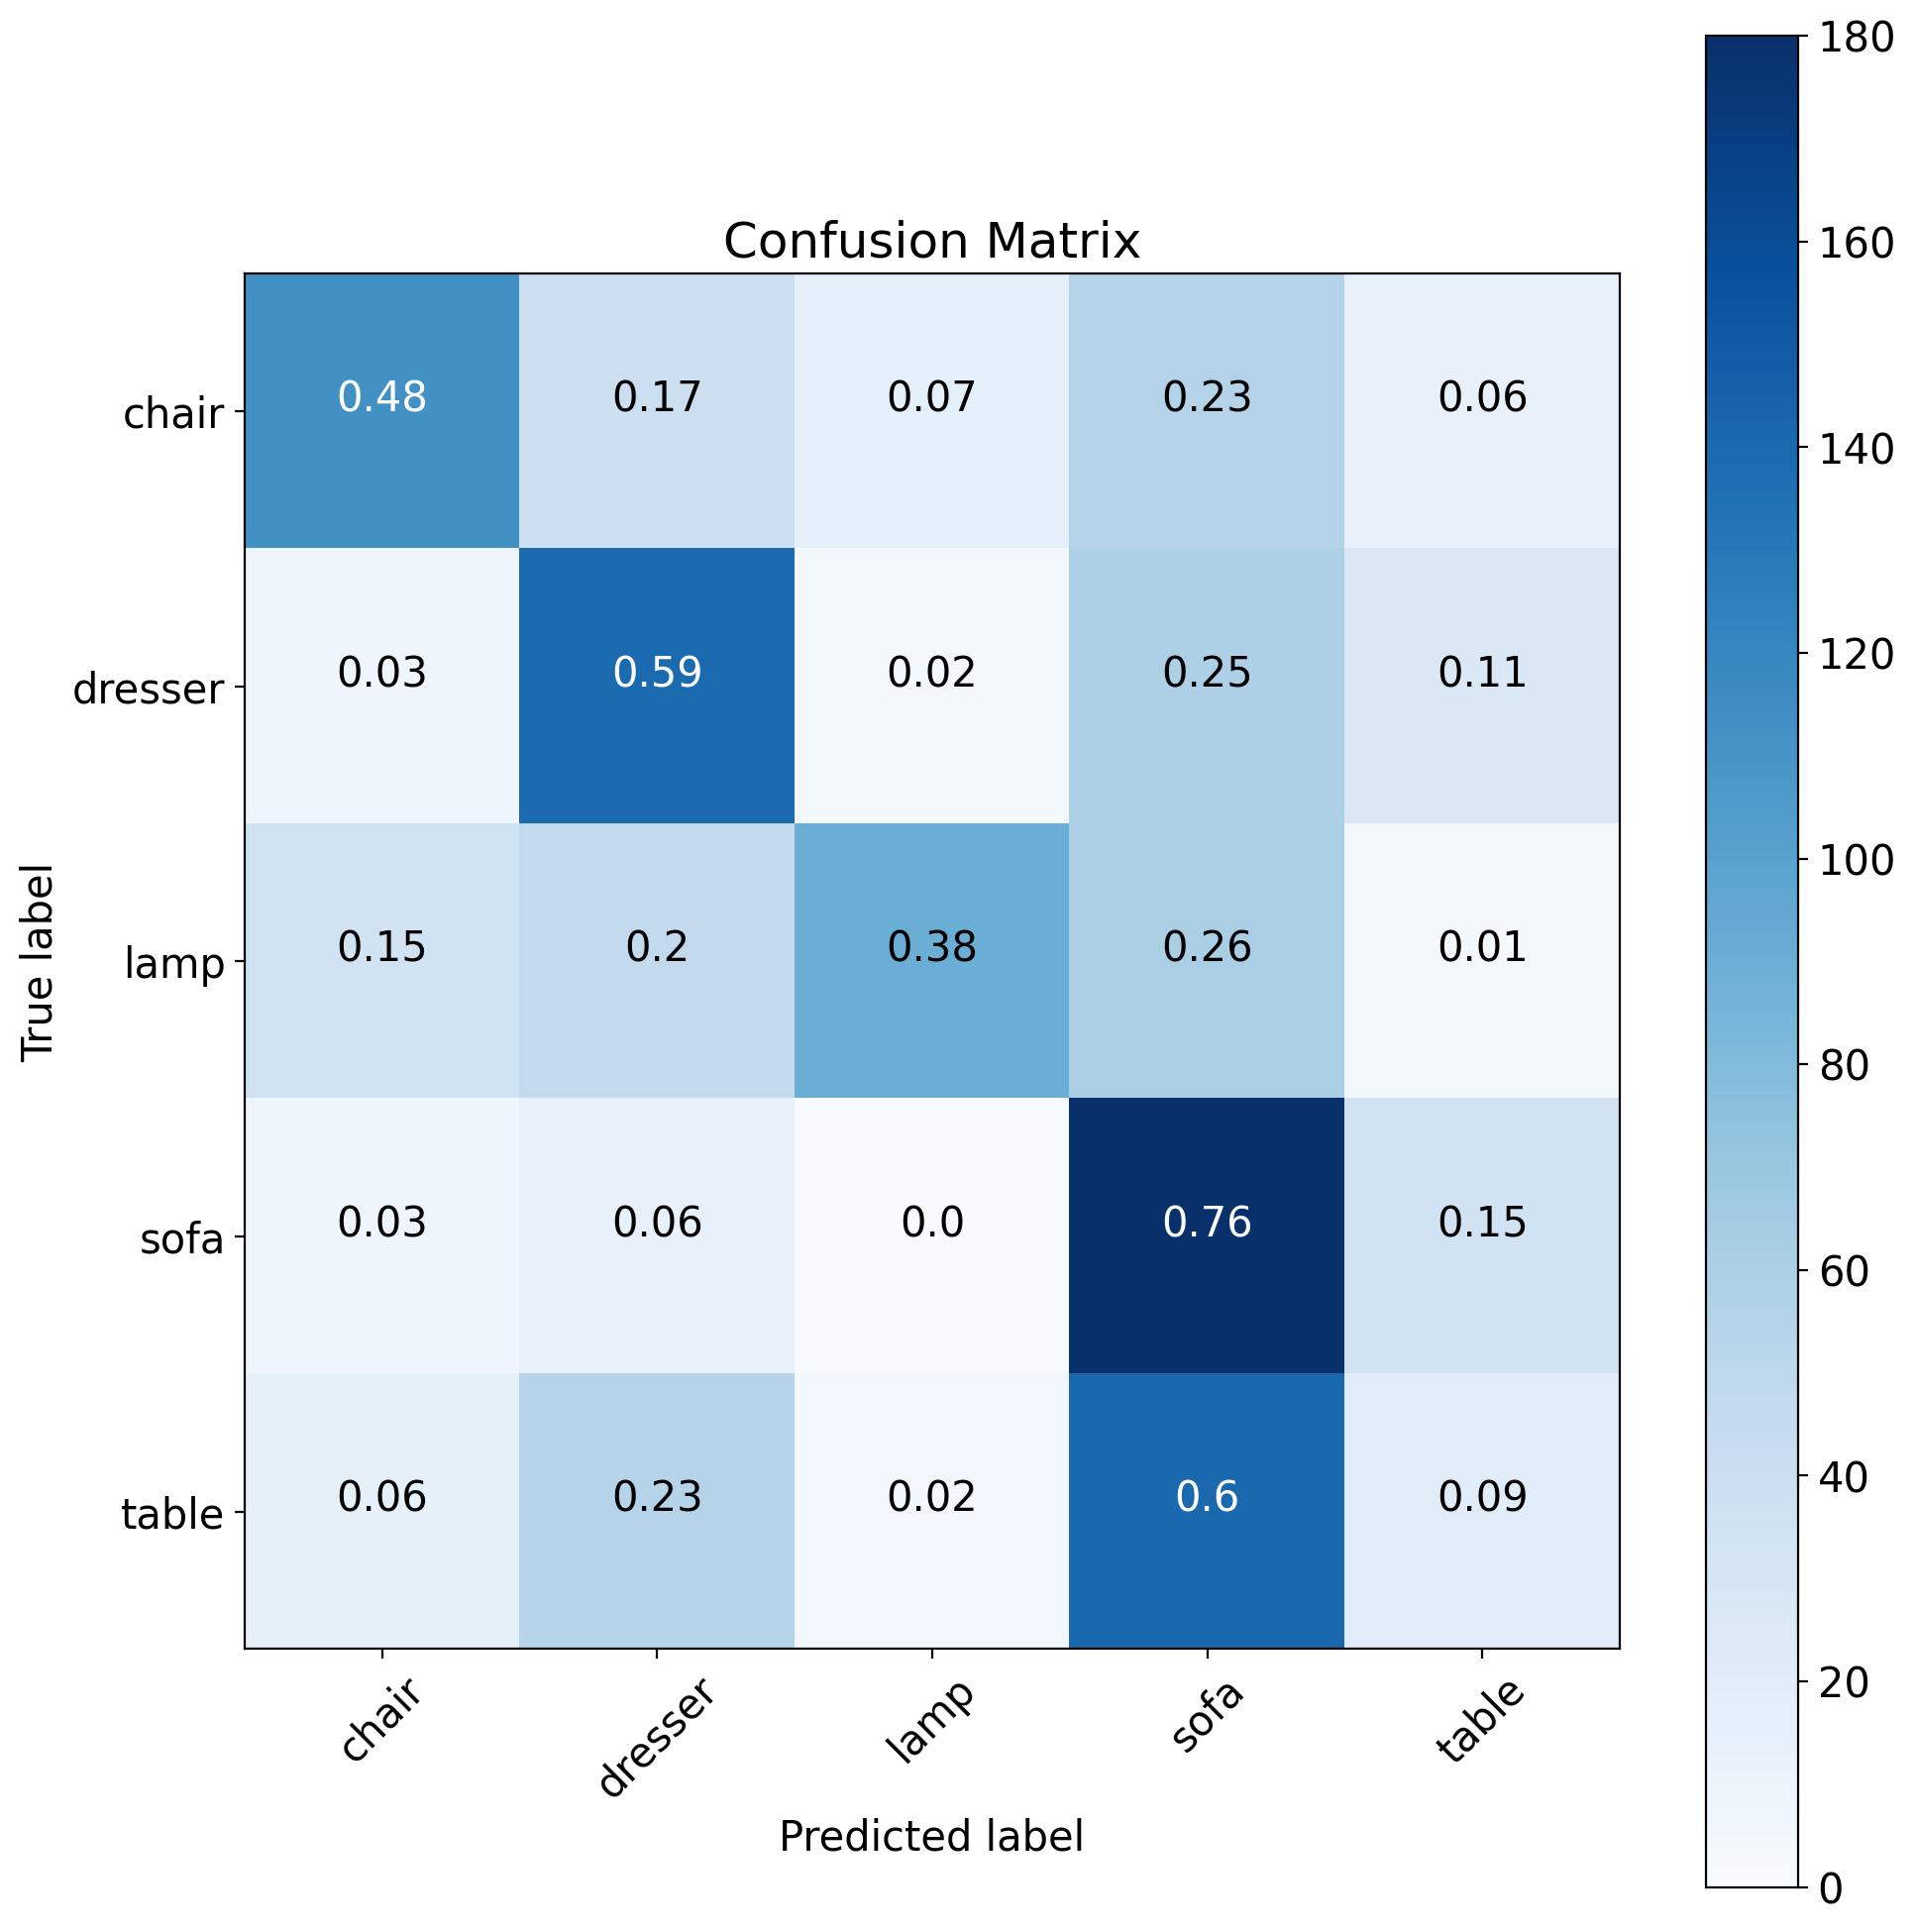 Confusion Matrix
True label
chair 0.48 0.17 0.07 0.23 0.06
dresser 0.03 0.59 0.02 0.25 0.11
lamp 0.15 0.2 0.38 0.26 0.01
sofa 0.03 0.06 0.0 0.76 0.15
table 0.06 0.23 0.02 0.6 0.09
chair dresser lamp sofa table
Predicted label
180
160
140
120
100
80
60
40
20
0